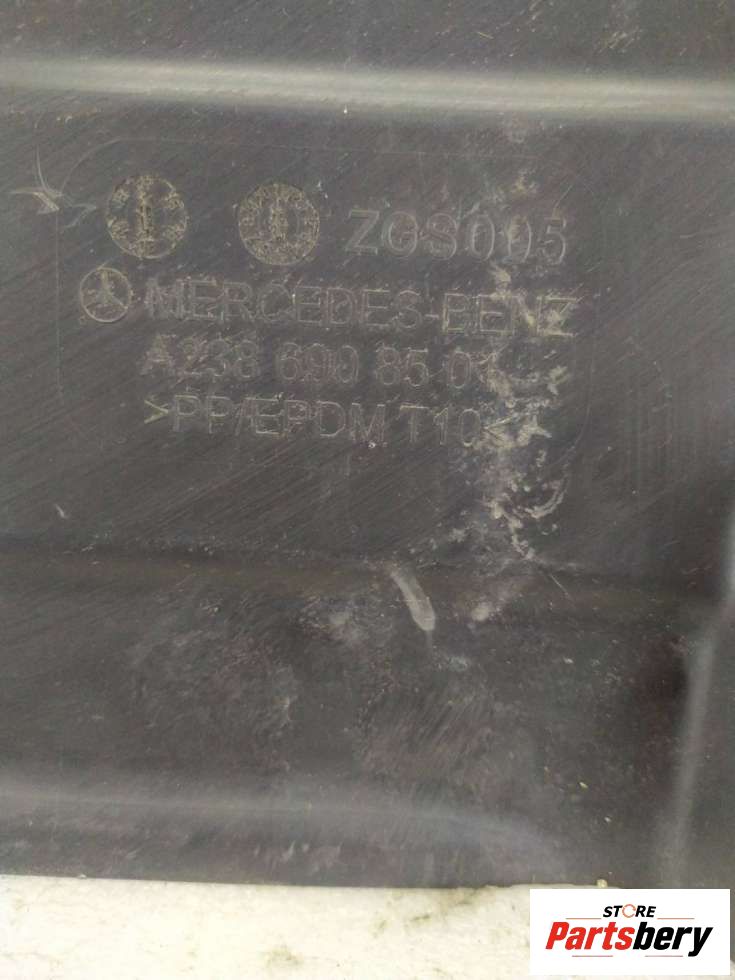 ZGS005
MERCEDES-BENZ
A238 690 85 01
>PP/EPDM T10<
STORE
Partsbery